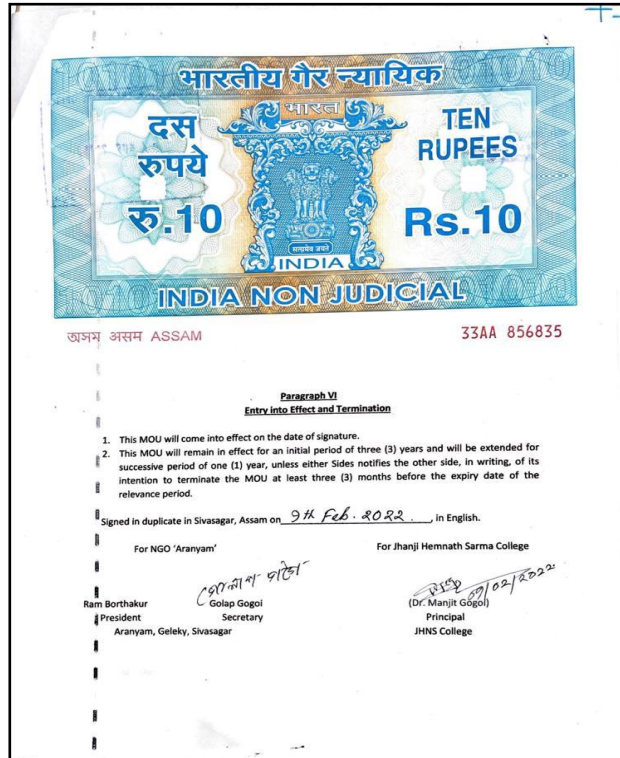 भारतीय गैर न्यायिक
भारत
दस
रुपये
रु.10
TEN
RUPEES
Rs.10
सत्यमेव जयते
INDIA
INDIA NON JUDICIAL
অসম असम ASSAM
33AA 856835
Paragraph VI
Entry into Effect and Termination
1. This MOU will come into effect on the date of signature.
2. This MOU will remain in effect for an initial period of three (3) years and will be extended for
successive period of one (1) year, unless either Sides notifies the other side, in writing, of its
intention to terminate the MOU at least three (3) months before the expiry date of the
relevance period.
Signed in duplicate in Sivasagar, Assam on 9th Feb. 2022, in English.
For NGO 'Aranyam' For Jhanji Hemnath Sarma College
গোলাপ গগৈ
09/02/2022
Ram Borthakur Golap Gogoi (Dr. Manjit Gogoi)
President Secretary Principal
Aranyam, Geleky, Sivasagar JHNS College